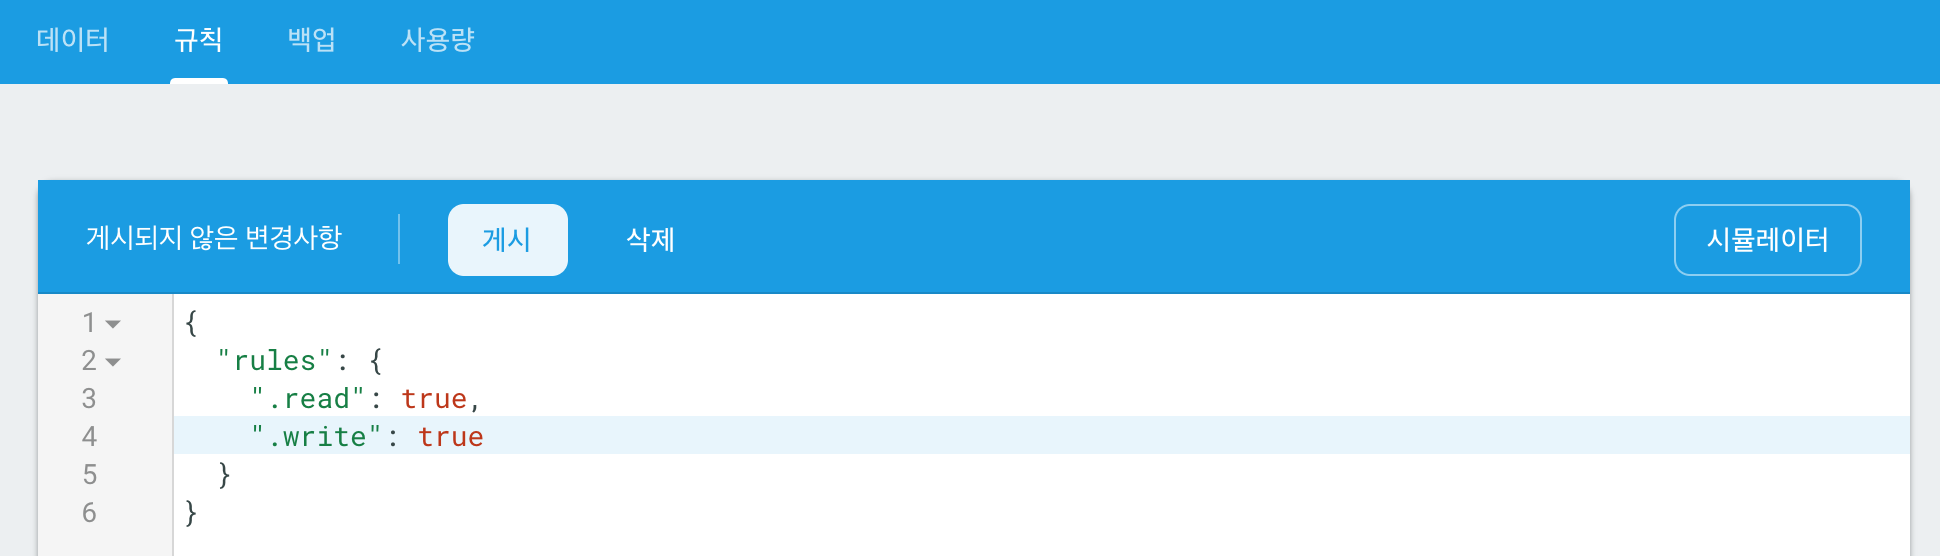 데이터 규칙 백업 사용량
게시되지 않은 변경사항 게시 삭제 시뮬레이터
1 {
2 "rules": {
3 ".read": true,
4 ".write": true
5 }
6 }